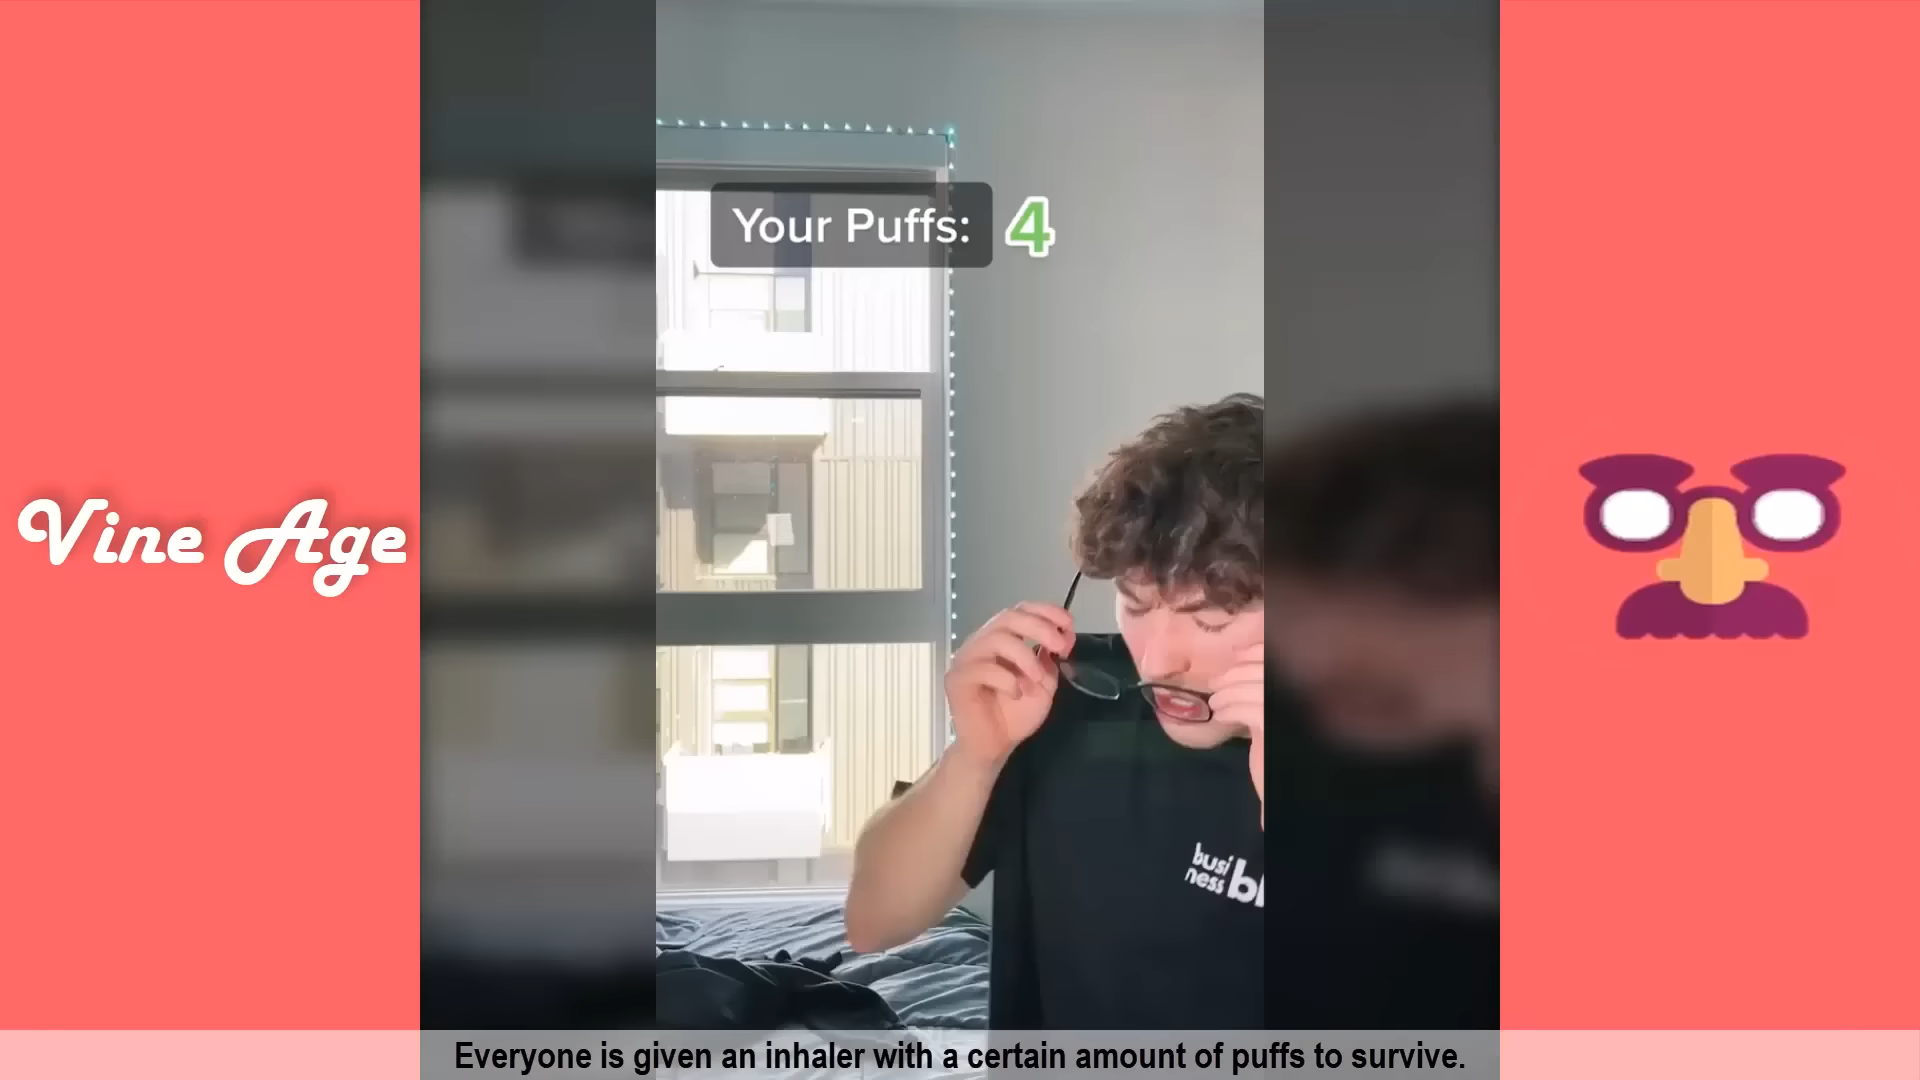 Your Puffs: 4
Vine Age
busi
ness
Everyone is given an inhaler with a certain amount of puffs to survive.